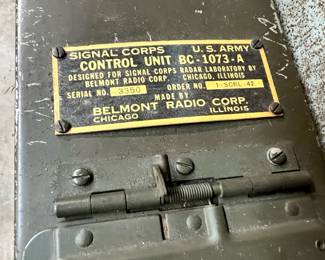 SIGNAL CORPS U.S. ARMY
CONTROL UNIT BC-1073-A
DESIGNED FOR SIGNAL CORPS RADAR LABORATORY BY
BELMONT RADIO CORP. CHICAGO, ILLINOIS
SERIAL NO. 3350 ORDER NO. 1-SCRL-42
MADE BY
BELMONT RADIO CORP.
CHICAGO ILLINOIS